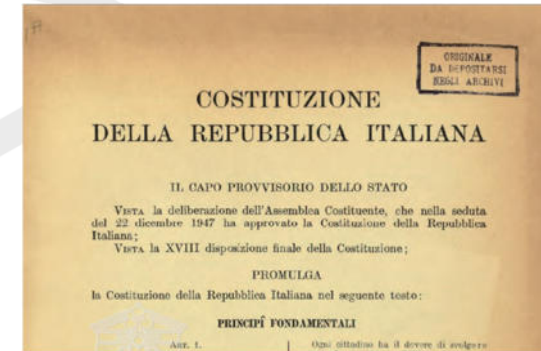 ORIGINALE
DA DEPOSITARSI
NEGLI ARCHIVI
COSTITUZIONE
DELLA REPUBBLICA ITALIANA
IL CAPO PROVVISORIO DELLO STATO
VISTA la deliberazione dell'Assemblea Costituente, che nella seduta
del 22 dicembre 1947 ha approvato la Costituzione della Repubblica
Italiana;
VISTA la XVIII disposizione finale della Costituzione;
PROMULGA
la Costituzione della Repubblica Italiana nel seguente testo:
PRINCIPÎ FONDAMENTALI
ART. 1.
Ogni cittadino ha il dovere di svolgere